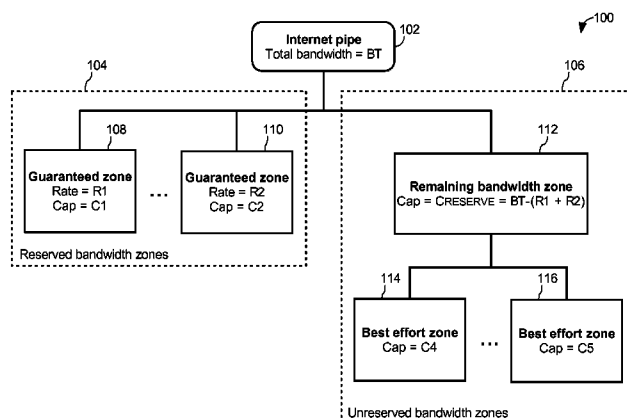 100
102
Internet pipe
Total bandwidth = BT
104
106
108
Guaranteed zone
Rate = R1
Cap = C1
...
110
Guaranteed zone
Rate = R2
Cap = C2
Reserved bandwidth zones
112
Remaining bandwidth zone
Cap = CRESERVE = BT-(R1 + R2)
114
Best effort zone
Cap = C4
...
116
Best effort zone
Cap = C5
Unreserved bandwidth zones